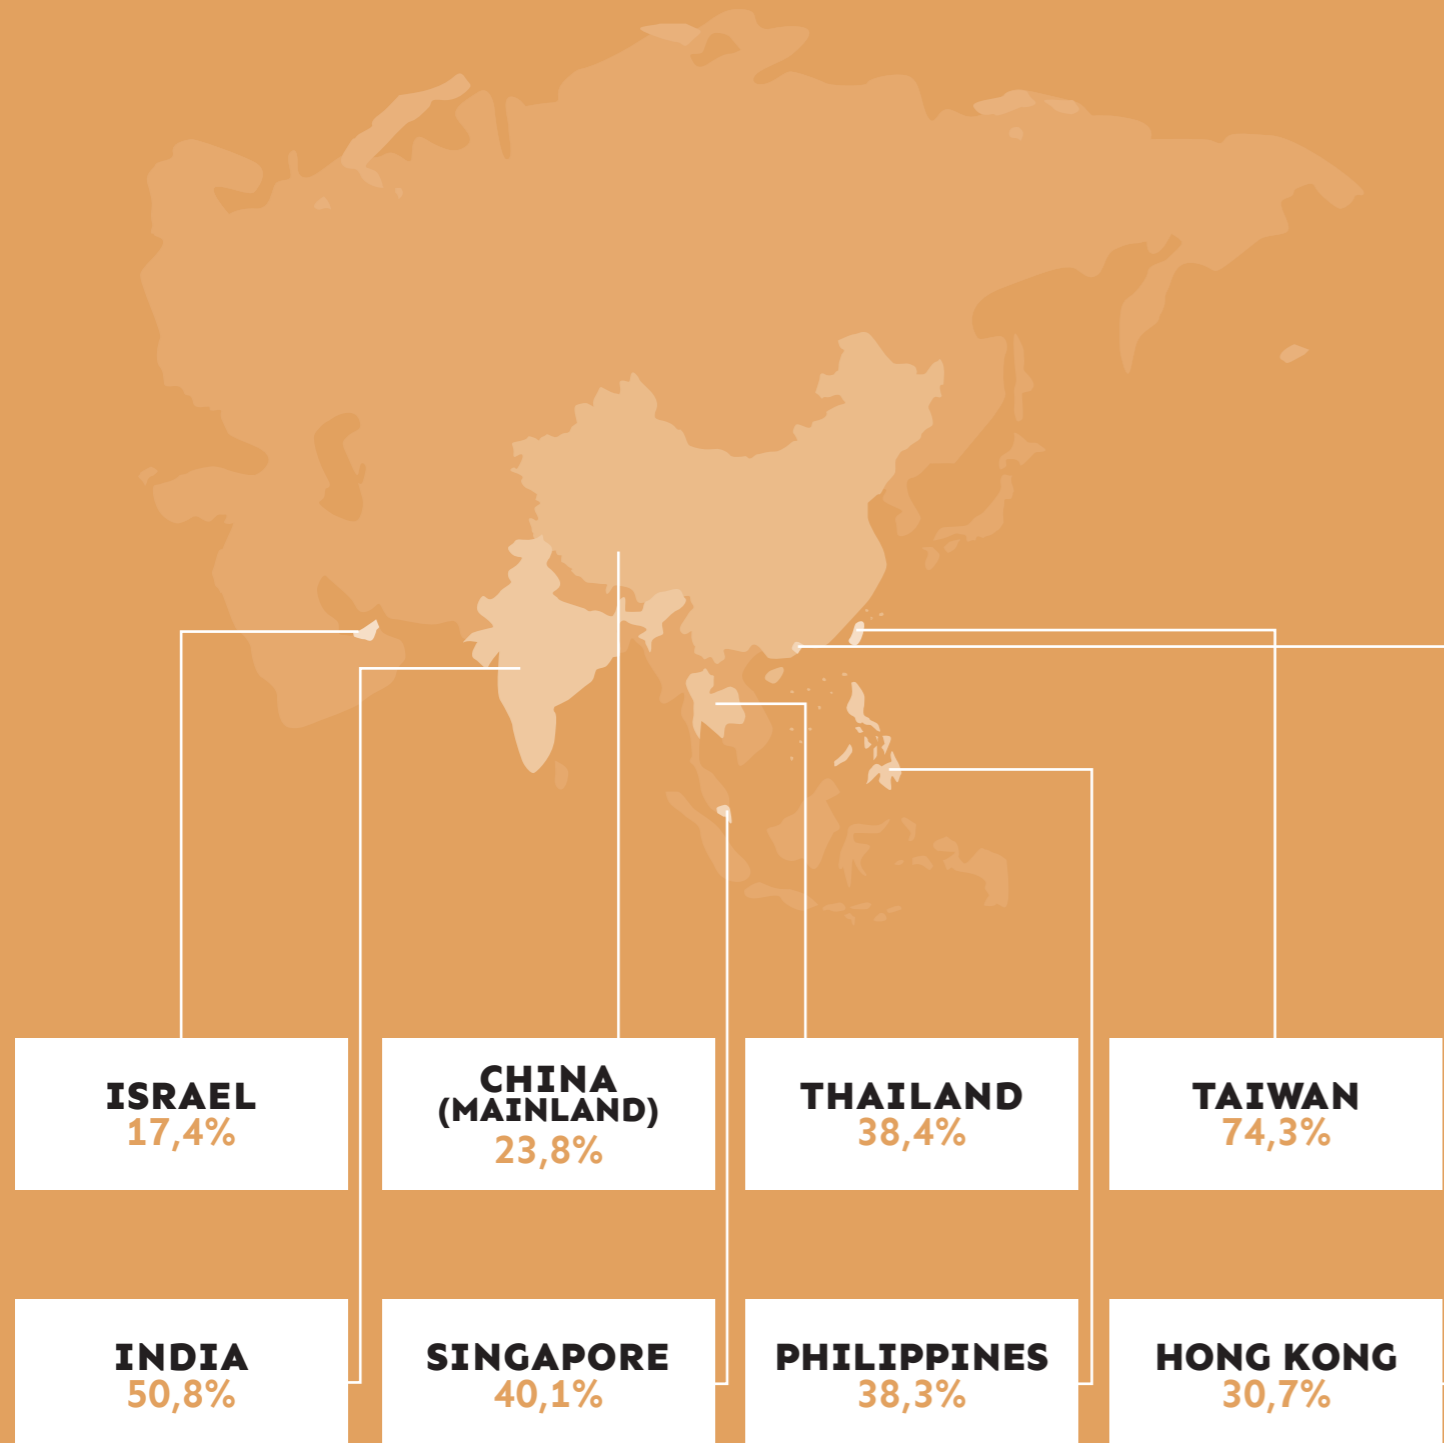 ISRAEL
17,4%
CHINA
(MAINLAND)
23,8%
THAILAND
38,4%
TAIWAN
74,3%
INDIA
50,8%
SINGAPORE
40,1%
PHILIPPINES
38,3%
HONG KONG
30,7%